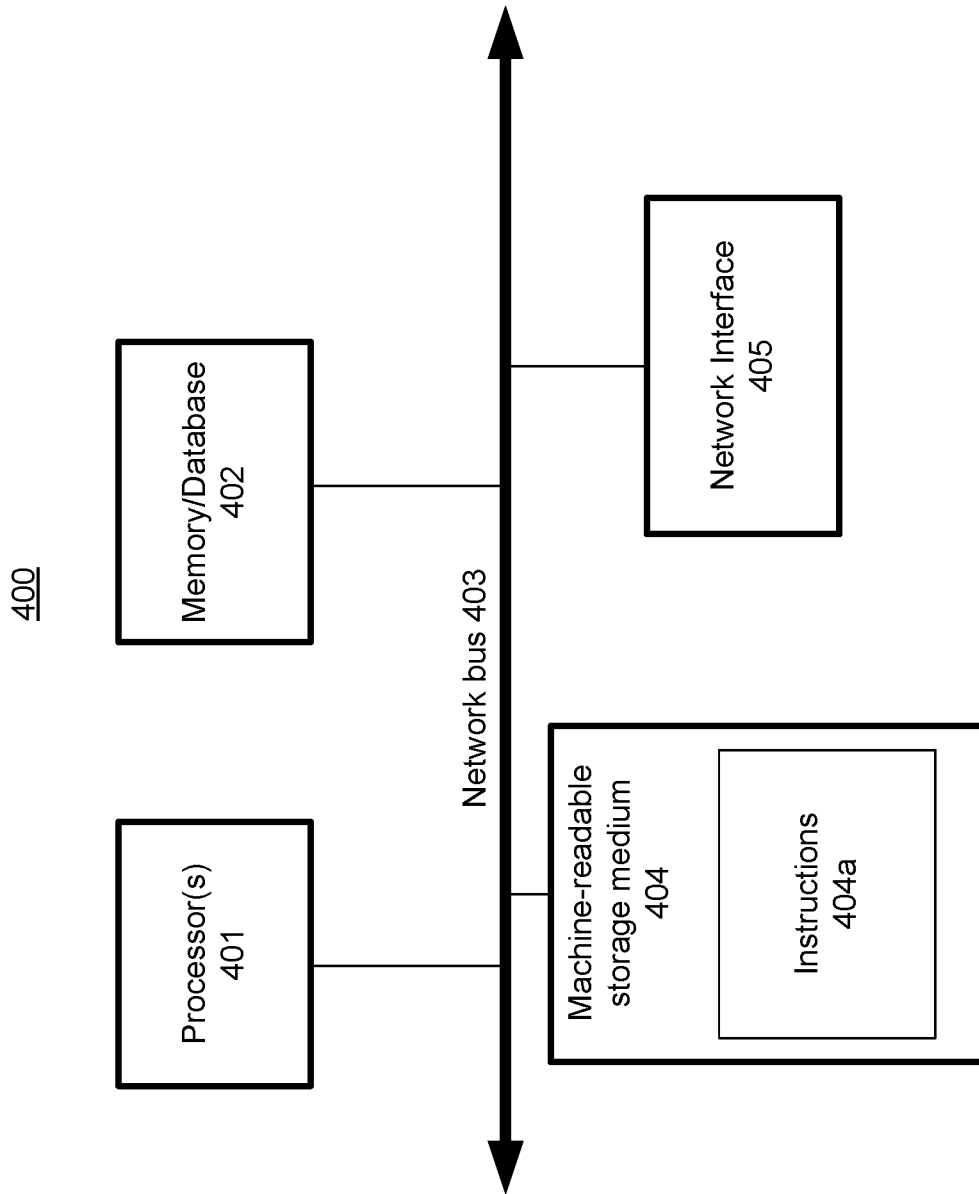 400
Processor(s)
401
Memory/Database
402
Network bus 403
Machine-readable
storage medium
404
Instructions
404a
Network Interface
405